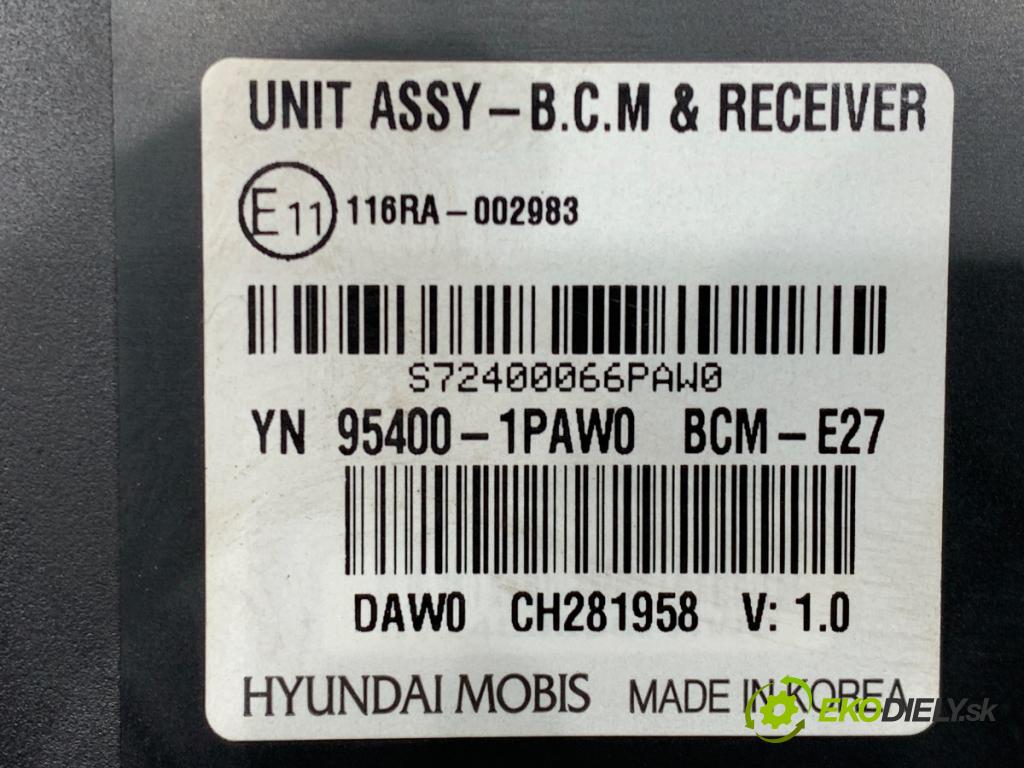 UNIT ASSY-B.C.M & RECEIVER
E11 116RA-002983
S72400066PAW0
YN 95400-1PAW0 BCM-E27
DAW0 CH281958 V: 1.0
HYUNDAI MOBIS MADE IN KOREA
EKODIELY.sk